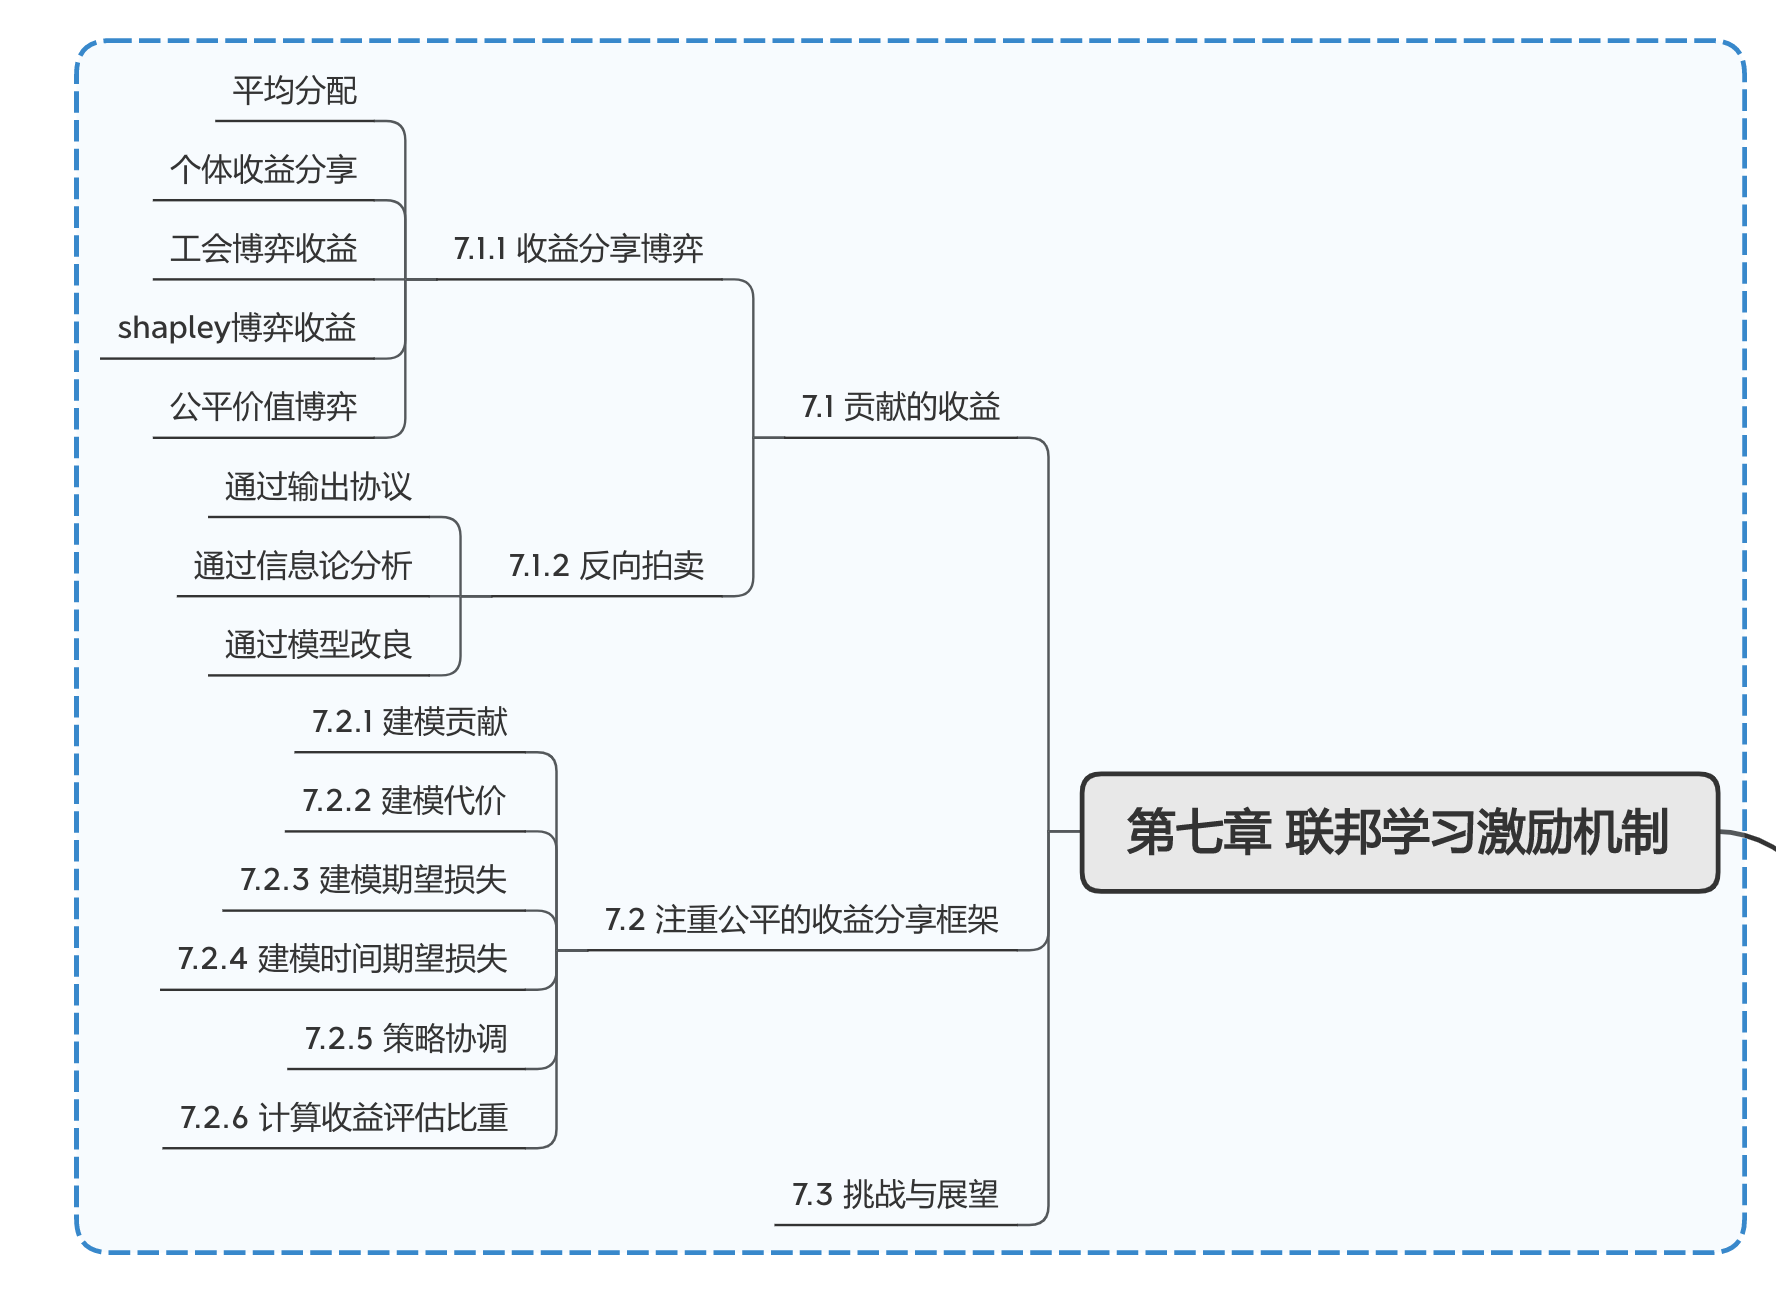 第七章 联邦学习激励机制
7.1 贡献的收益
7.1.1 收益分享博弈
平均分配
个体收益分享
工会博弈收益
shapley博弈收益
公平价值博弈
7.1.2 反向拍卖
通过输出协议
通过信息论分析
通过模型改良
7.2 注重公平的收益分享框架
7.2.1 建模贡献
7.2.2 建模代价
7.2.3 建模期望损失
7.2.4 建模时间期望损失
7.2.5 策略协调
7.2.6 计算收益评估比重
7.3 挑战与展望